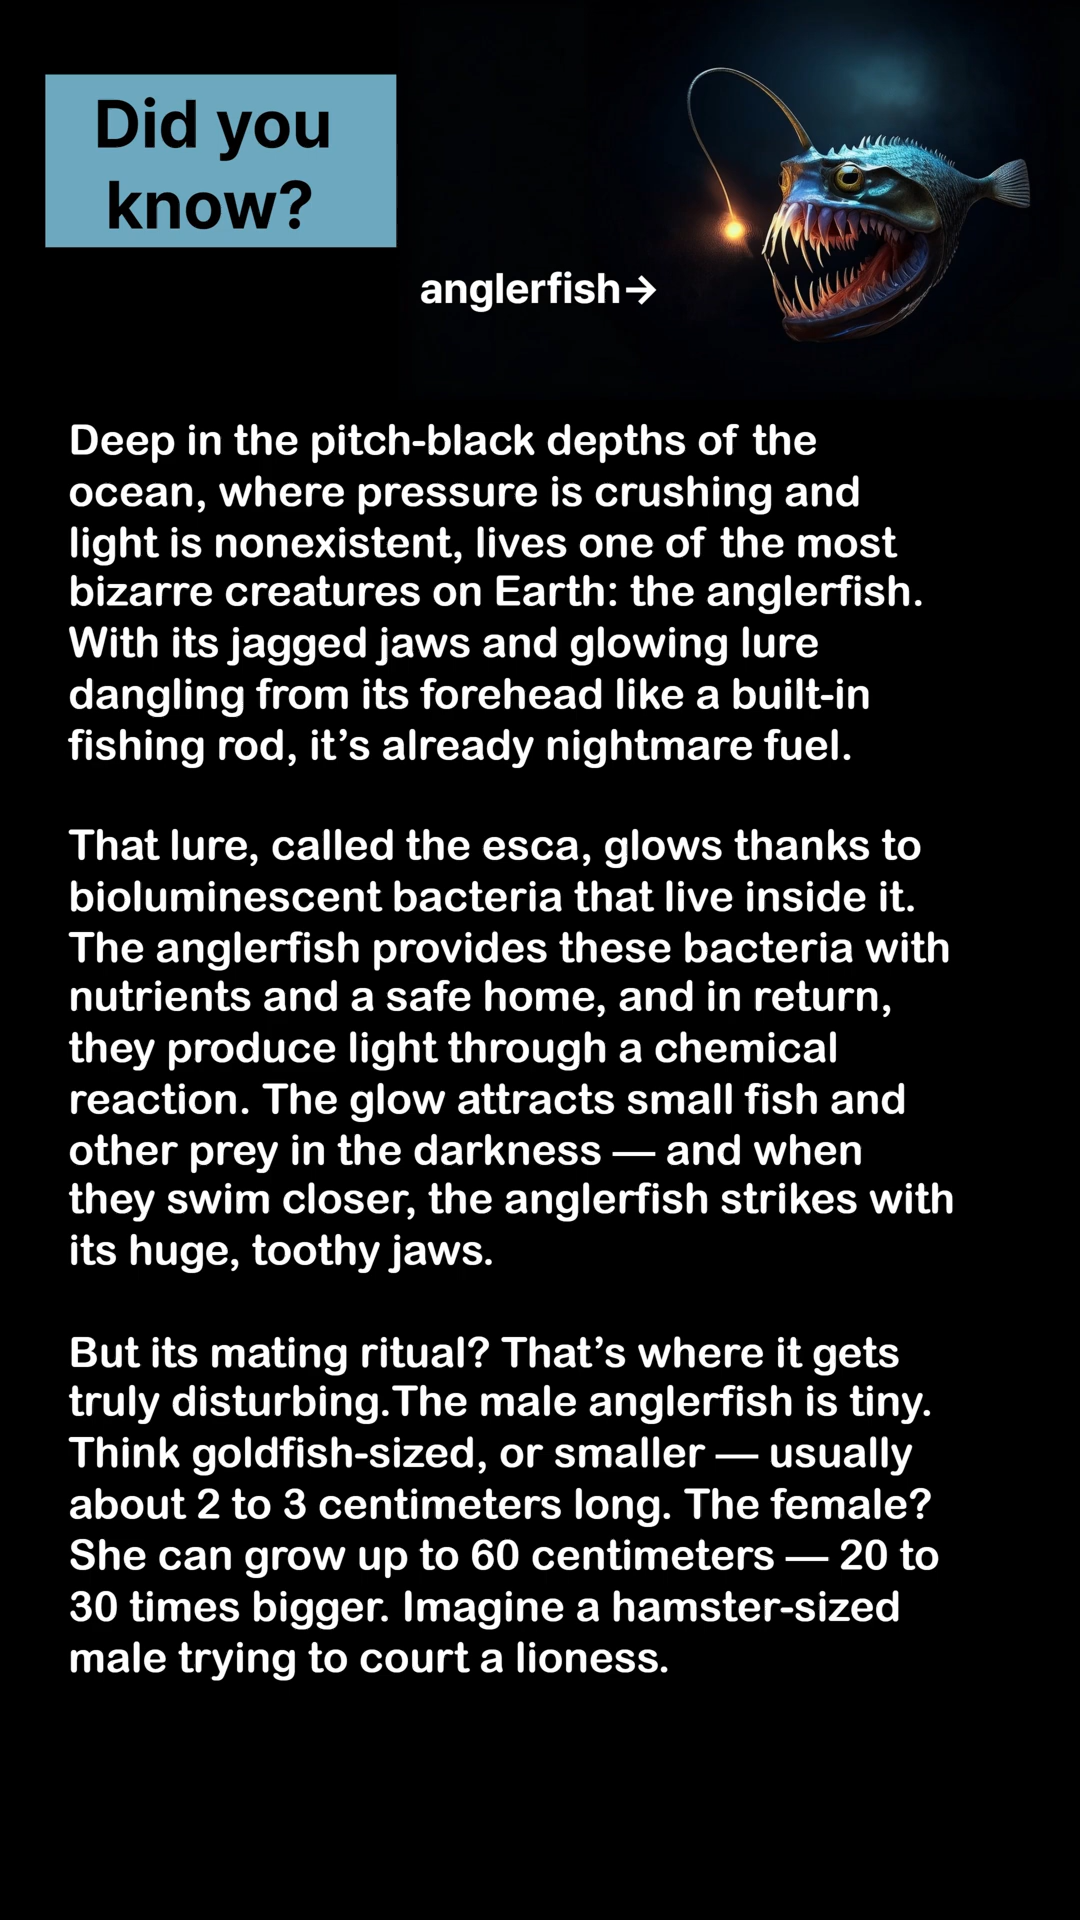 Did you
know?
anglerfish→
Deep in the pitch-black depths of the
ocean, where pressure is crushing and
light is nonexistent, lives one of the most
bizarre creatures on Earth: the anglerfish.
With its jagged jaws and glowing lure
dangling from its forehead like a built-in
fishing rod, it’s already nightmare fuel.
That lure, called the esca, glows thanks to
bioluminescent bacteria that live inside it.
The anglerfish provides these bacteria with
nutrients and a safe home, and in return,
they produce light through a chemical
reaction. The glow attracts small fish and
other prey in the darkness — and when
they swim closer, the anglerfish strikes with
its huge, toothy jaws.
But its mating ritual? That’s where it gets
truly disturbing.The male anglerfish is tiny.
Think goldfish-sized, or smaller — usually
about 2 to 3 centimeters long. The female?
She can grow up to 60 centimeters — 20 to
30 times bigger. Imagine a hamster-sized
male trying to court a lioness.